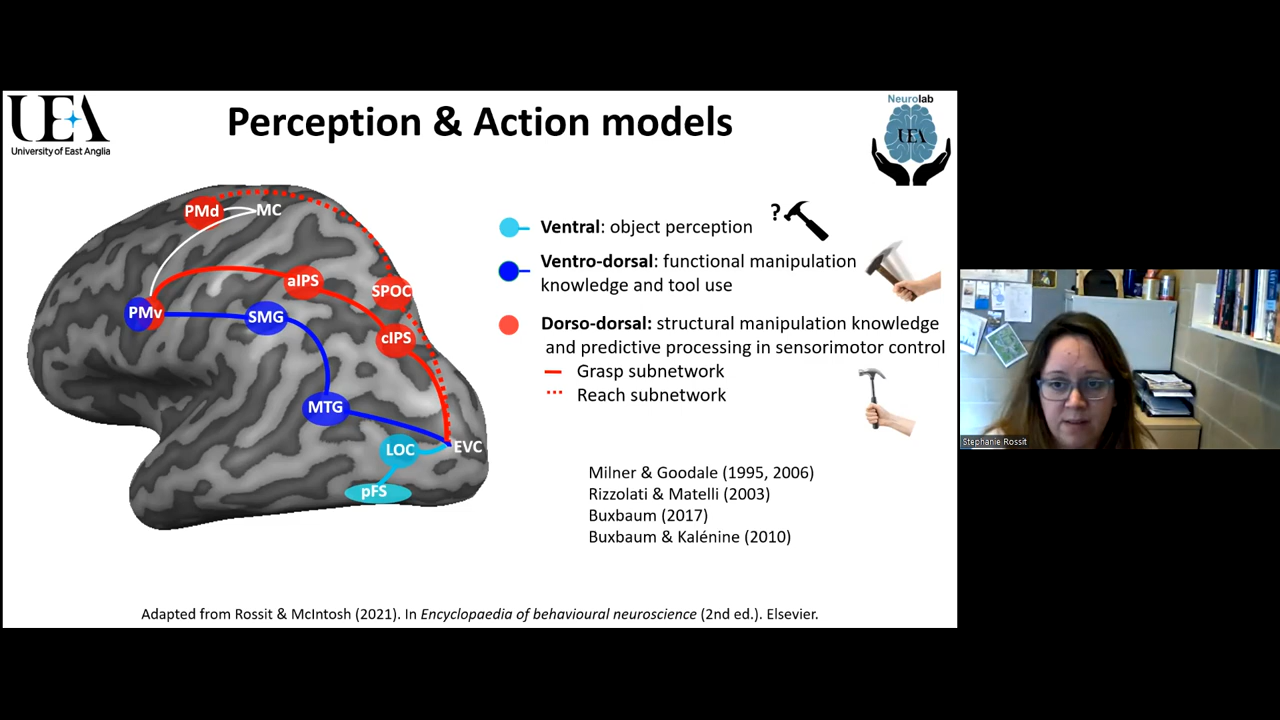 UEA
University of East Anglia
Perception & Action models
Neurolab
UEA
PMd
MC
aIPS
SPOC
PMv
SMG
cIPS
MTG
LOC
EVC
pFS
Ventral: object perception
?
Ventro-dorsal: functional manipulation
knowledge and tool use
Dorso-dorsal: structural manipulation knowledge
and predictive processing in sensorimotor control
Grasp subnetwork
Reach subnetwork
Milner & Goodale (1995, 2006)
Rizzolati & Matelli (2003)
Buxbaum (2017)
Buxbaum & Kalénine (2010)
Adapted from Rossit & McIntosh (2021). In Encyclopaedia of behavioural neuroscience (2nd ed.). Elsevier.
Stephanie Rossit